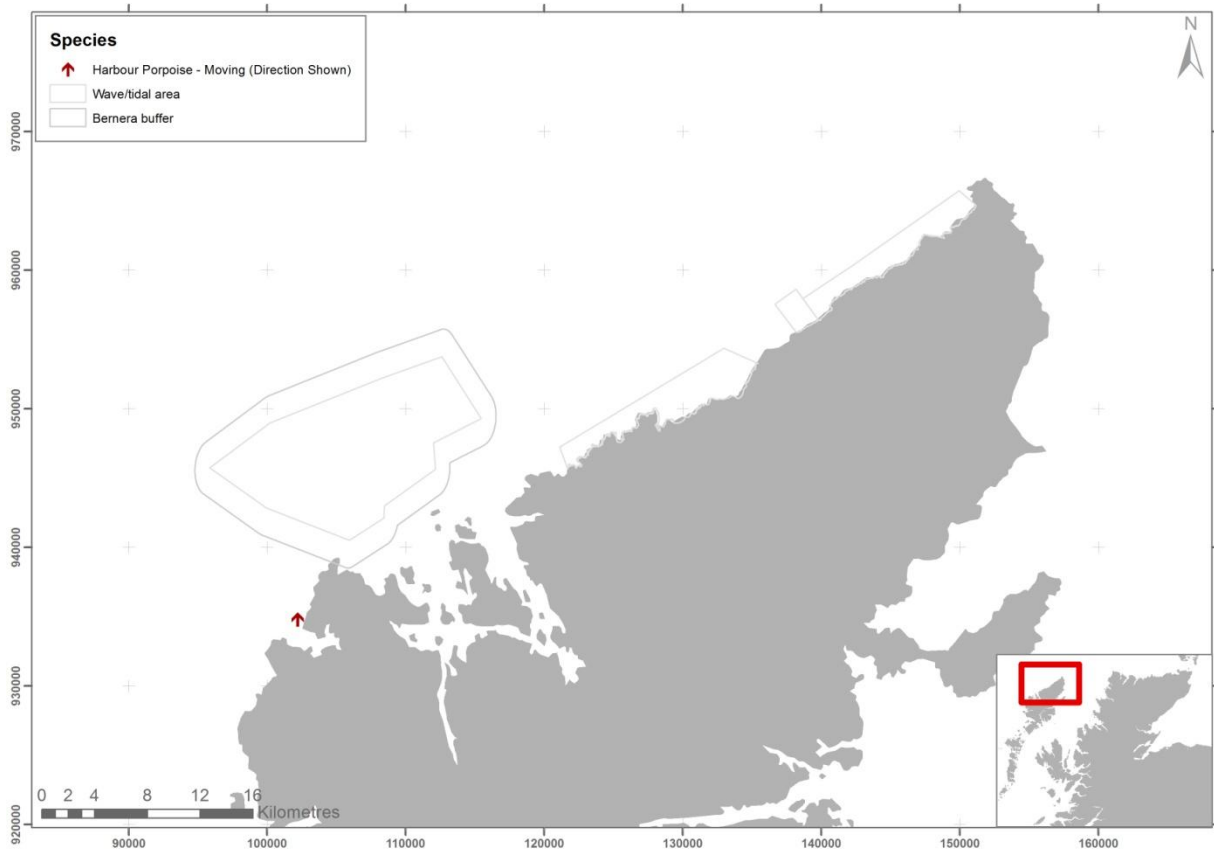 Species
Harbour Porpoise - Moving (Direction Shown)
Wave/tidal area
Bernera buffer
N
970000
960000
950000
940000
930000
920000
0 2 4 8 12 16
Kilometres
90000 100000 110000 120000 130000 140000 150000 160000